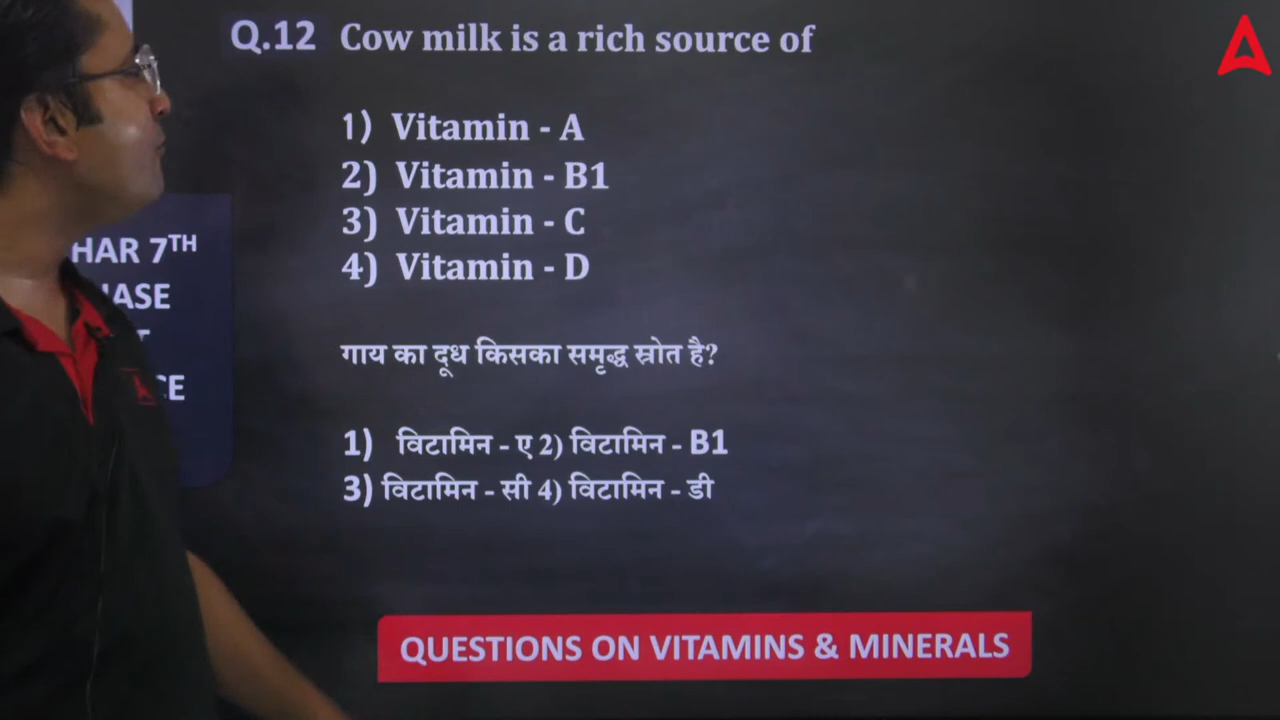 Q.12 Cow milk is a rich source of
1) Vitamin - A
2) Vitamin - B1
3) Vitamin - C
4) Vitamin - D
गाय का दूध किसका समृद्ध स्रोत है?
1) विटामिन - ए 2) विटामिन - B1
3) विटामिन - सी 4) विटामिन - डी
7TH
QUESTIONS ON VITAMINS & MINERALS